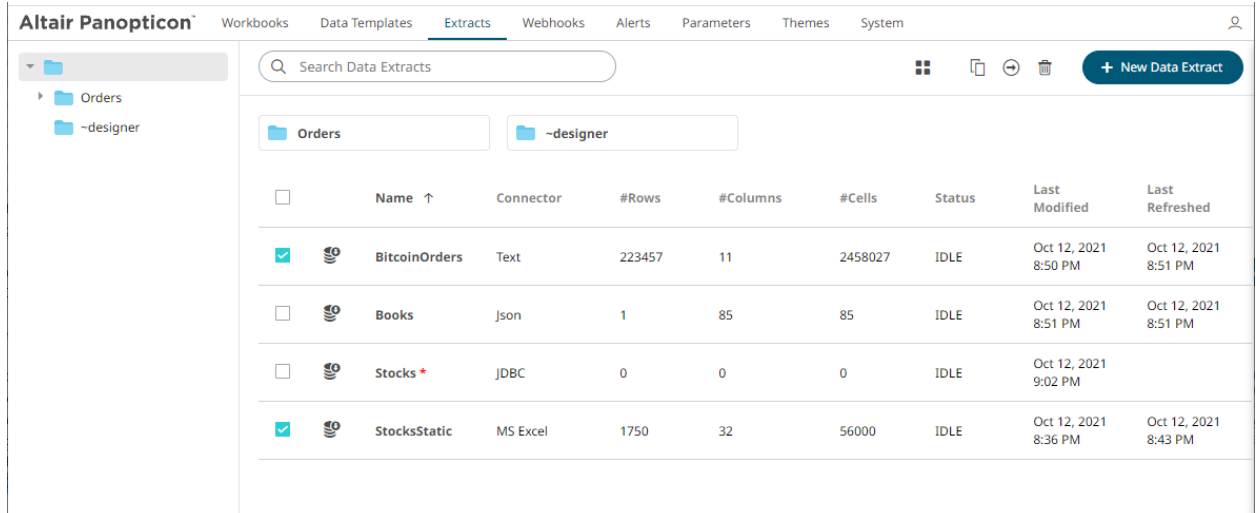 Altair Panopticon™ Workbooks Data Templates Extracts Webhooks Alerts Parameters Themes System
Search Data Extracts + New Data Extract
Orders
~designer
Orders ~designer
Name ↑ Connector #Rows #Columns #Cells Status Last Modified Last Refreshed
BitcoinOrders Text 223457 11 2458027 IDLE Oct 12, 2021 8:50 PM Oct 12, 2021 8:51 PM
Books Json 1 85 85 IDLE Oct 12, 2021 8:51 PM Oct 12, 2021 8:51 PM
Stocks * JDBC 0 0 0 IDLE Oct 12, 2021 9:02 PM
StocksStatic MS Excel 1750 32 56000 IDLE Oct 12, 2021 8:36 PM Oct 12, 2021 8:43 PM